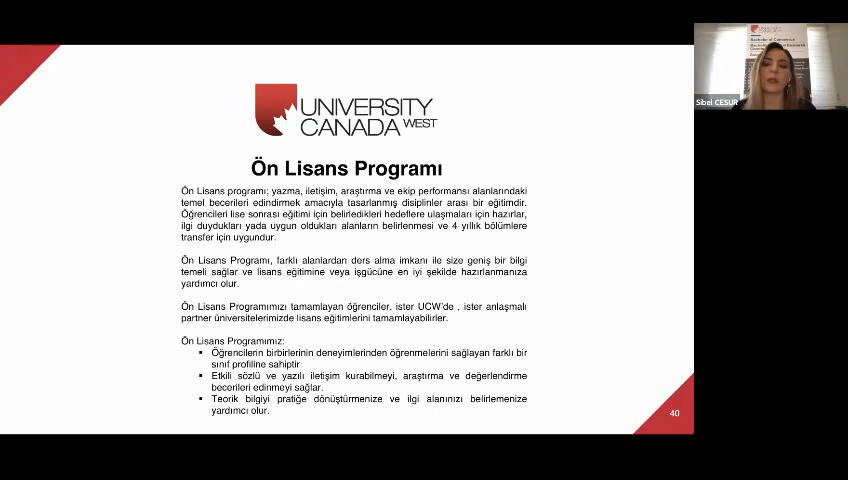 UNIVERSITY
CANADA WEST
Ön Lisans Programı
Ön Lisans programı; yazma, iletişim, araştırma ve ekip performansı alanlarındaki
temel becerileri edindirmek amacıyla tasarlanmış disiplinler arası bir eğitimdir.
Öğrencileri lise sonrası eğitimi için belirledikleri hedeflere ulaşmaları için hazırlar,
ilgi duydukları yada uygun oldukları alanların belirlenmesi ve 4 yıllık bölümlere
transfer için uygundur.
Ön Lisans Programı, farklı alanlardan ders alma imkanı ile size geniş bir bilgi
temeli sağlar ve lisans eğitimine veya işgücüne en iyi şekilde hazırlanmanıza
yardımcı olur.
Ön Lisans Programımızı tamamlayan öğrenciler, ister UCW'de , ister anlaşmalı
partner üniversitelerimizde lisans eğitimlerini tamamlayabilirler.
Ön Lisans Programımız:
▪ Öğrencilerin birbirlerinin deneyimlerinden öğrenmelerini sağlayan farklı bir
sınıf profiline sahiptir
▪ Etkili sözlü ve yazılı iletişim kurabilmeyi, araştırma ve değerlendirme
becerileri edinmeyi sağlar.
▪ Teorik bilgiyi pratiğe dönüştürmenize ve ilgi alanınızı belirlemenize
yardımcı olur.
40
Bachelor of Commerce
Sibel CESUR